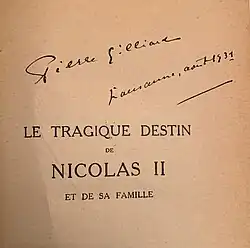 Pierre Gilliard
Lausanne, août 1931
LE TRAGIQUE DESTIN
DE
NICOLAS II
ET DE SA FAMILLE